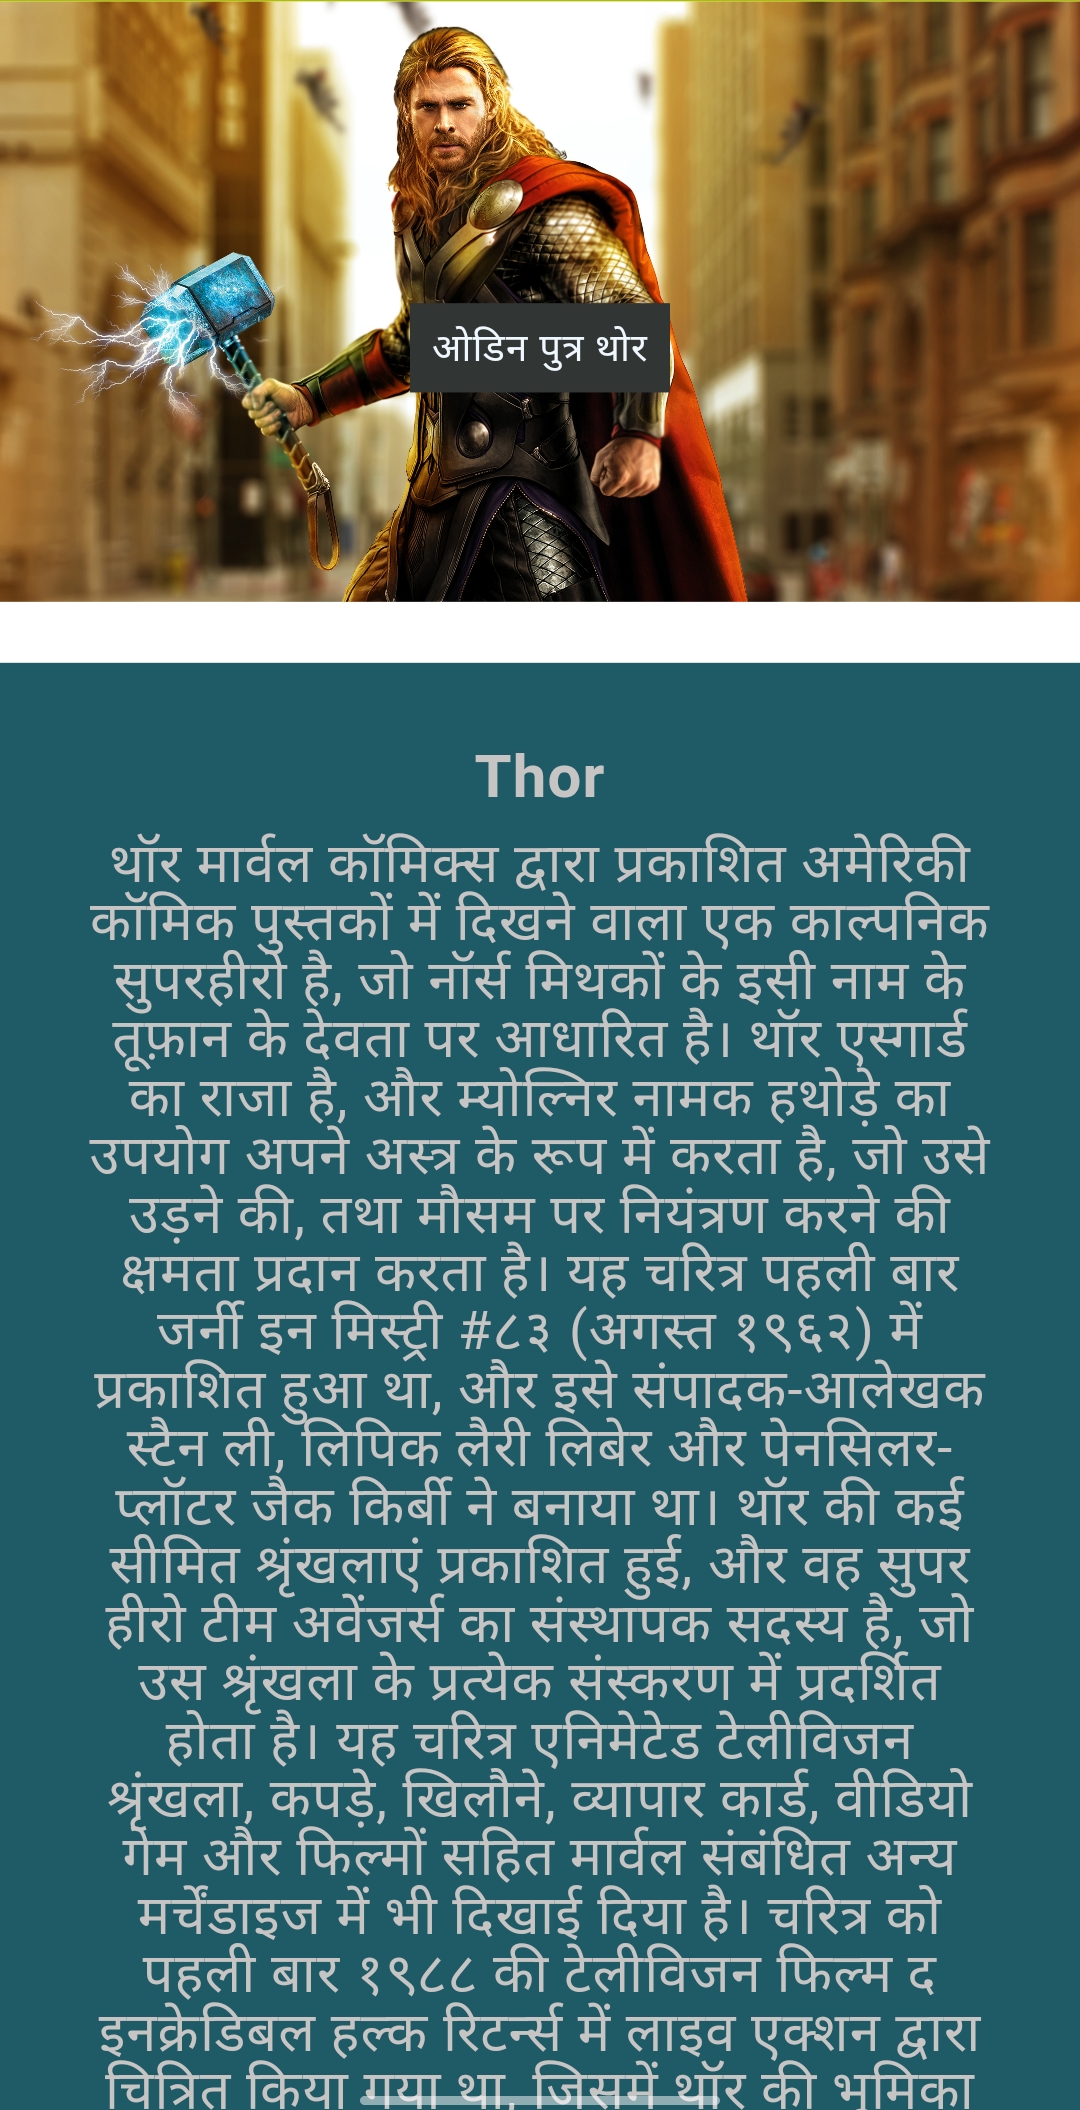 ओडिन पुत्र थोर
Thor
थॉर मार्वल कॉमिक्स द्वारा प्रकाशित अमेरिकी
कॉमिक पुस्तकों में दिखने वाला एक काल्पनिक
सुपरहीरो है, जो नॉर्स मिथकों के इसी नाम के
तूफ़ान के देवता पर आधारित है। थॉर एस्गार्ड
का राजा है, और म्योल्निर नामक हथोड़े का
उपयोग अपने अस्त्र के रूप में करता है, जो उसे
उड़ने की, तथा मौसम पर नियंत्रण करने की
क्षमता प्रदान करता है। यह चरित्र पहली बार
जर्नी इन मिस्ट्री #८३ (अगस्त १९६२) में
प्रकाशित हुआ था, और इसे संपादक-आलेखक
स्टैन ली, लिपिक लैरी लिबेर और पेनसिलर-
प्लॉटर जैक किर्बी ने बनाया था। थॉर की कई
सीमित श्रृंखलाएं प्रकाशित हुई, और वह सुपर
हीरो टीम अवेंजर्स का संस्थापक सदस्य है, जो
उस श्रृंखला के प्रत्येक संस्करण में प्रदर्शित
होता है। यह चरित्र एनिमेटेड टेलीविजन
श्रृंखला, कपड़े, खिलौने, व्यापार कार्ड, वीडियो
गेम और फिल्मों सहित मार्वल संबंधित अन्य
मर्चेंडाइज में भी दिखाई दिया है। चरित्र को
पहली बार १९८८ की टेलीविजन फिल्म द
इनक्रेडिबल हल्क रिटर्न्स में लाइव एक्शन द्वारा
चित्रित किया गया था, जिसमें थॉर की भूमिका